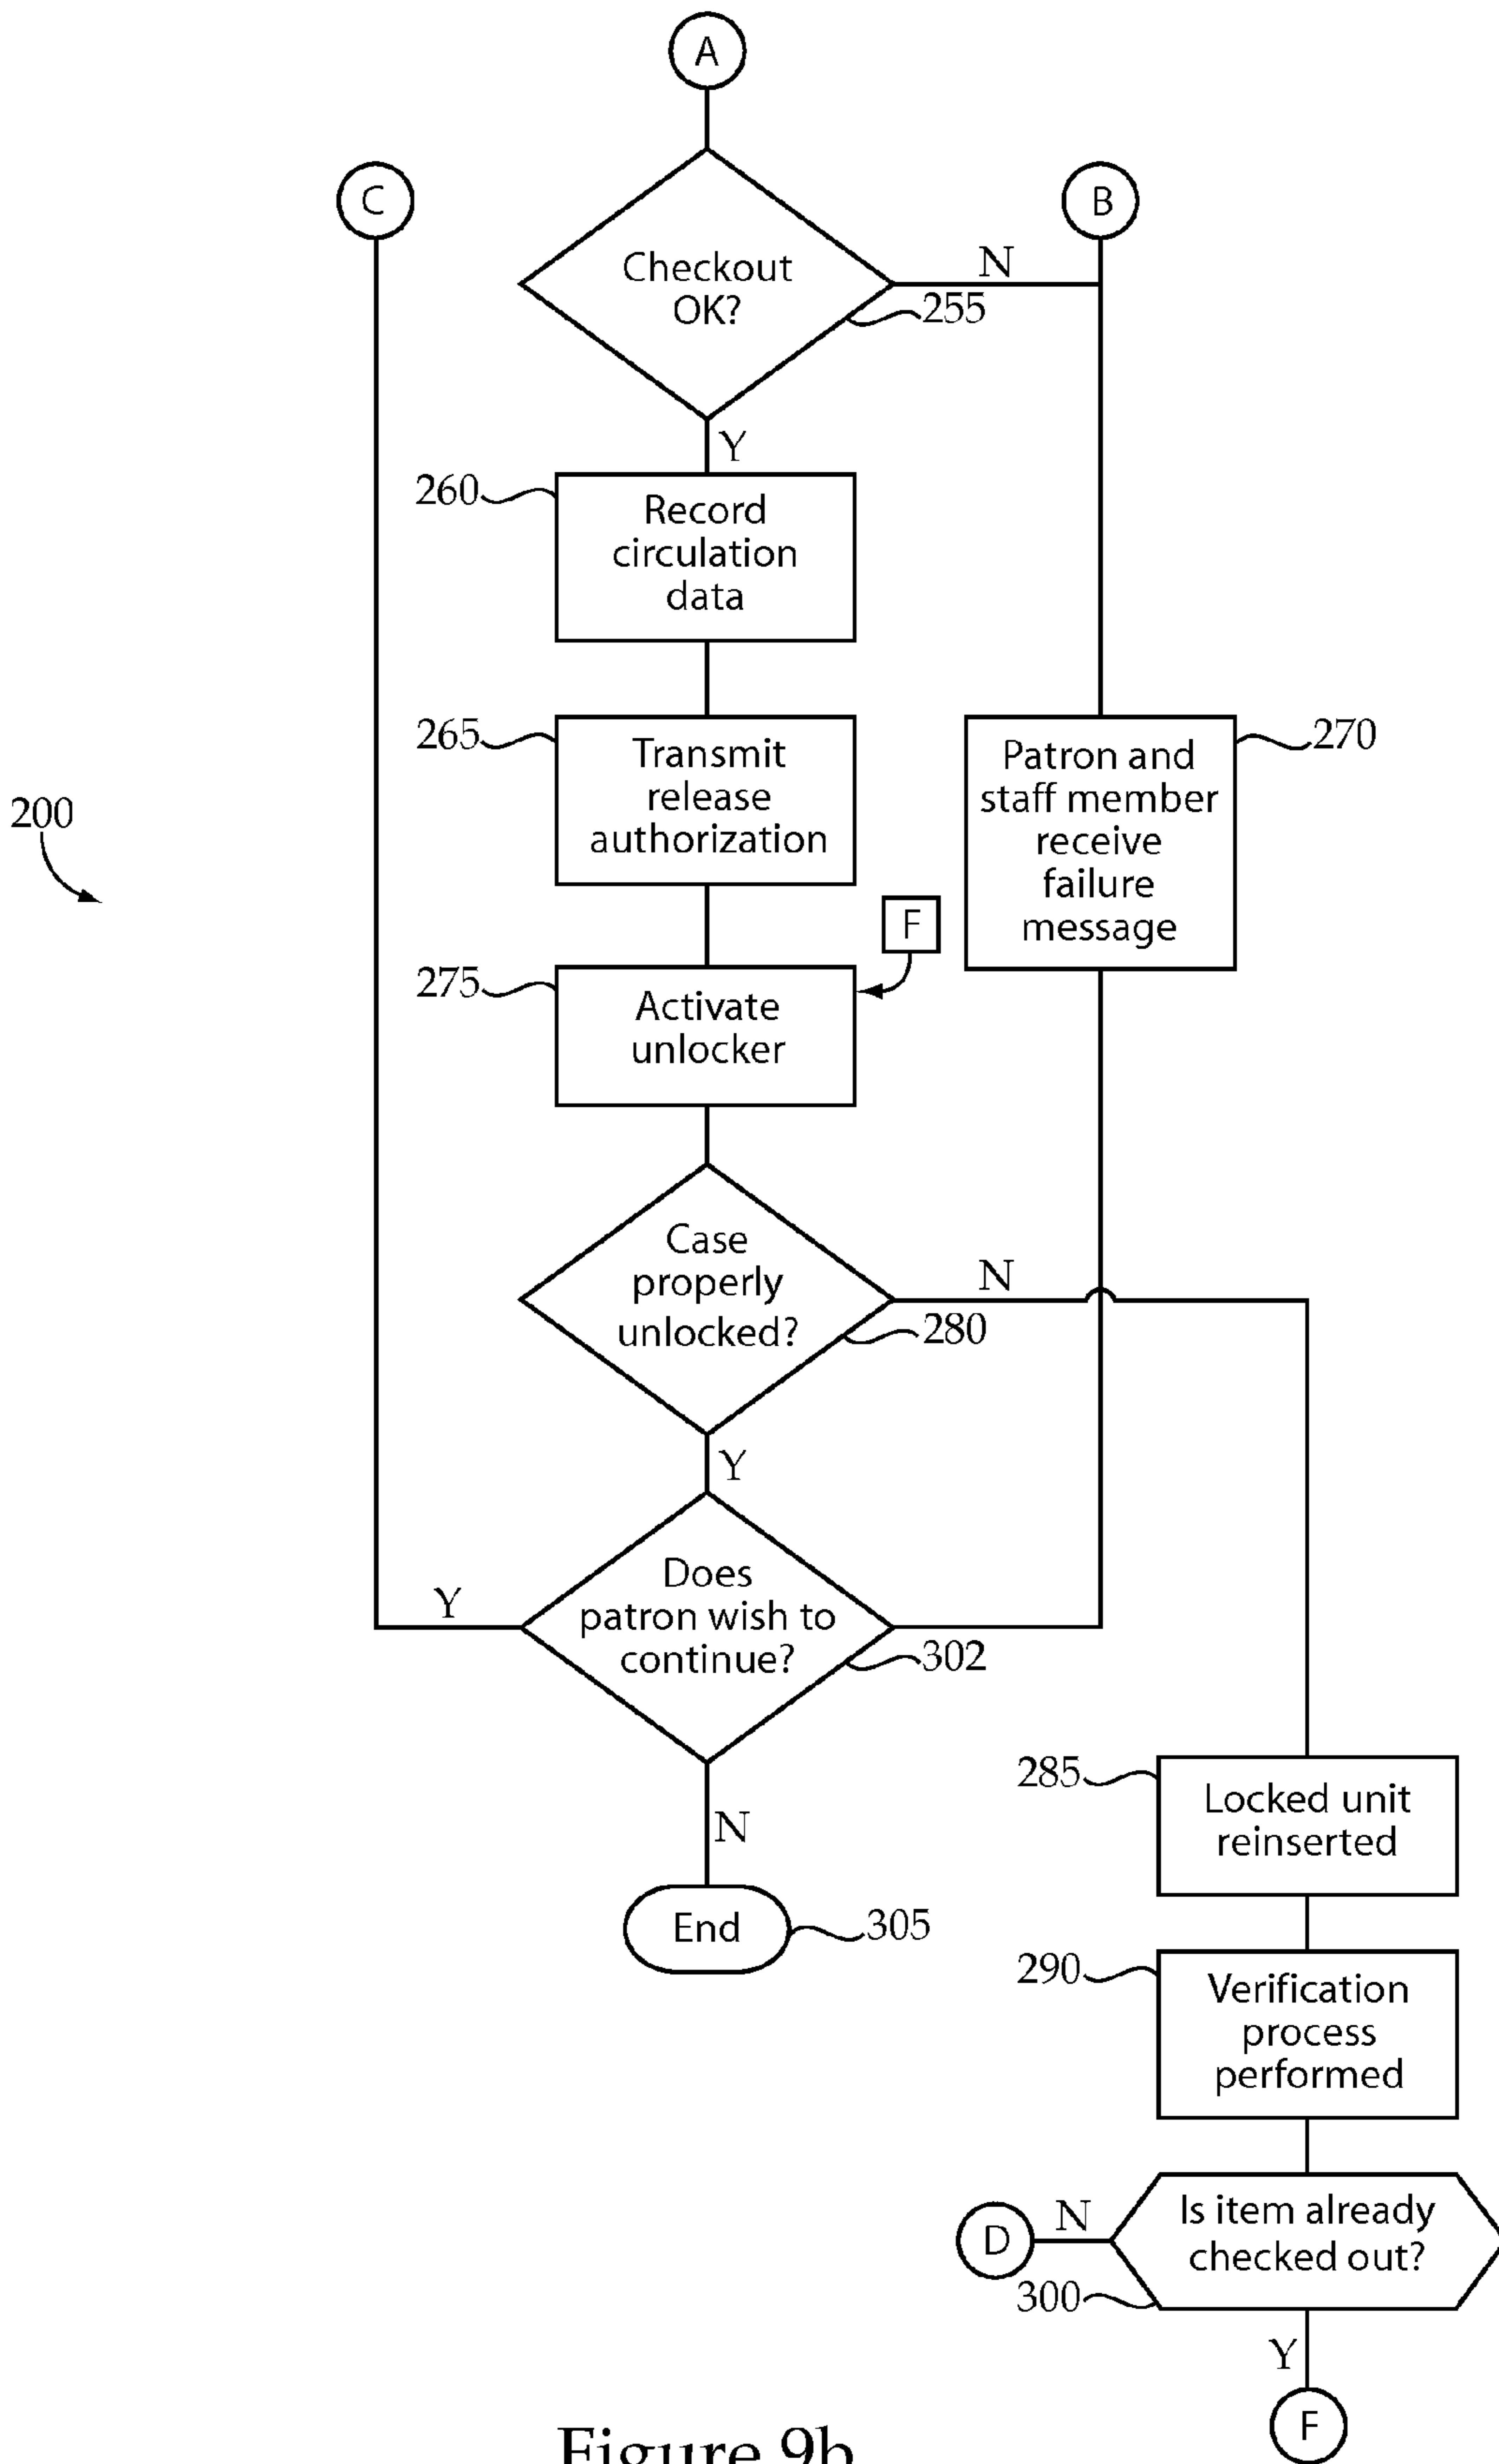 A
C
B
Checkout
OK?
N
255
Y
260
Record
circulation
data
265
Transmit
release
authorization
270
Patron and
staff member
receive
failure
message
200
F
275
Activate
unlocker
Case
properly
unlocked?
N
280
Y
Does
patron wish to
continue?
Y
302
N
End
305
285
Locked unit
reinserted
290
Verification
process
performed
Is item already
checked out?
D
N
300
Y
F
Figure 9b